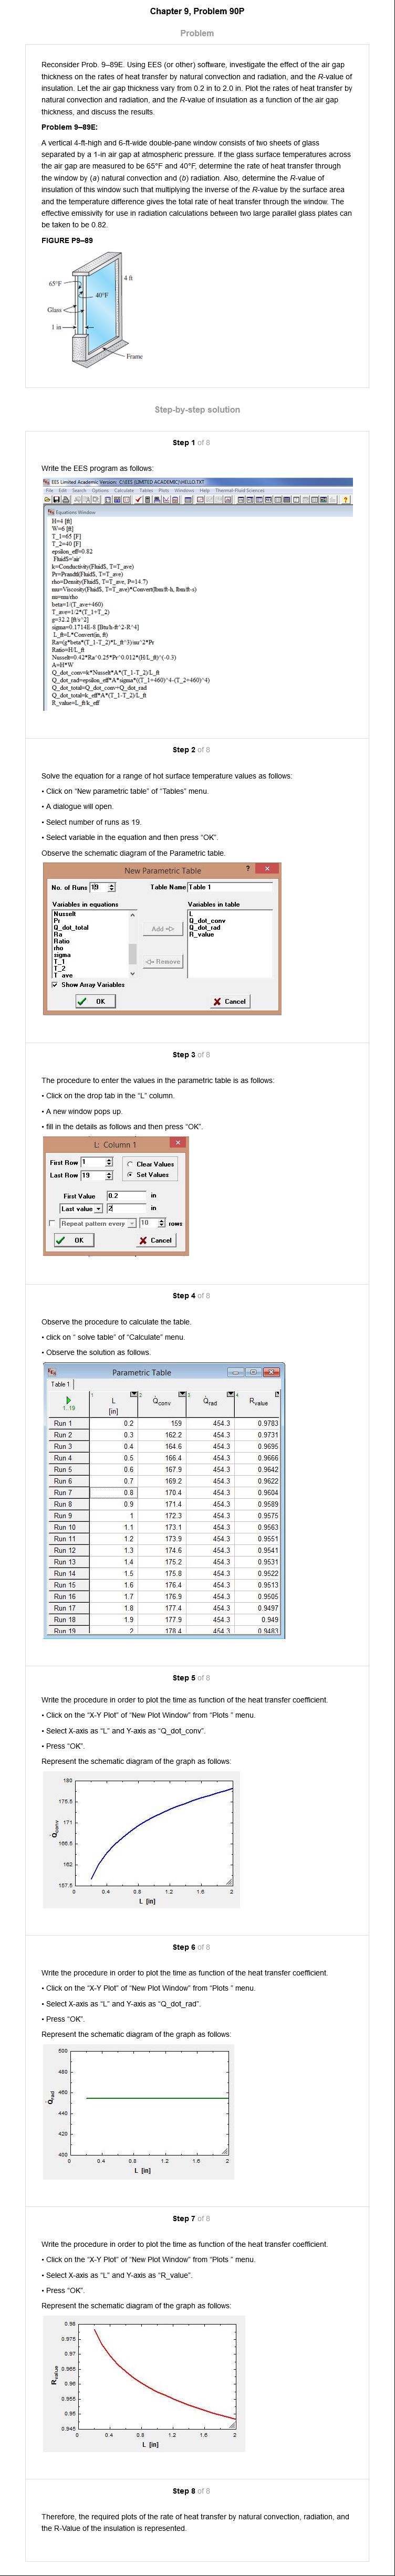 Chapter 9, Problem 90P
Problem
Reconsider Prob. 9–89E. Using EES (or other) software, investigate the effect of the air gap
thickness on the rates of heat transfer by natural convection and radiation, and the R-value of
insulation. Let the air gap thickness vary from 0.2 in to 2.0 in. Plot the rates of heat transfer by
natural convection and radiation, and the R-value of insulation as a function of the air gap
thickness, and discuss the results.
Problem 9–89E:
A vertical 4-ft-high and 6-ft-wide double-pane window consists of two sheets of glass
separated by a 1-in air gap at atmospheric pressure. If the glass surface temperatures across
the air gap are measured to be 65°F and 40°F, determine the rate of heat transfer through
the window by (a) natural convection and (b) radiation. Also, determine the R-value of
insulation of this window such that multiplying the inverse of the R-value by the surface area
and the temperature difference gives the total rate of heat transfer through the window. The
effective emissivity for use in radiation calculations between two large parallel glass plates can
be taken to be 0.82.
FIGURE P9–89
4 ft
65°F
40°F
Glass
1 in
Frame
Step-by-step solution
Step 1 of 8
Write the EES program as follows:
EES Limited Academic Version: C:\EES (LIMITED ACADEMIC)\HELLO.TXT
File Edit Search Options Calculate Tables Plots Windows Help Thermal-Fluid Sciences
Equations Window
H=4 [ft]
W=6 [ft]
T_1=65 [F]
T_2=40 [F]
epsilon_eff=0.82
Fluid$='air'
k=Conductivity(Fluid$, T=T_ave)
Pr=Prandtl(Fluid$, T=T_ave)
rho=Density(Fluid$, T=T_ave, P=14.7)
mu=Viscosity(Fluid$, T=T_ave)*Convert(lbm/ft-h, lbm/ft-s)
nu=mu/rho
beta=1/(T_ave+460)
T_ave=1/2*(T_1+T_2)
g=32.2 [ft/s^2]
sigma=0.1714E-8 [Btu/h-ft^2-R^4]
L_ft=L*Convert(in, ft)
Ra=(g*beta*(T_1-T_2)*L_ft^3)/nu^2*Pr
Ratio=H/L_ft
Nusselt=0.42*Ra^0.25*Pr^0.012*(H/L_ft)^(-0.3)
A=H*W
Q_dot_conv=k*Nusselt*A*(T_1-T_2)/L_ft
Q_dot_rad=epsilon_eff*A*sigma*((T_1+460)^4-(T_2+460)^4)
Q_dot_total=Q_dot_conv+Q_dot_rad
Q_dot_total=k_eff*A*(T_1-T_2)/L_ft
R_value=L_ft/k_eff
Step 2 of 8
Solve the equation for a range of hot surface temperature values as follows:
• Click on “New parametric table” of “Tables” menu.
• A dialogue will open.
• Select number of runs as 19.
• Select variable in the equation and then press “OK”.
Observe the schematic diagram of the Parametric table.
New Parametric Table ? ×
No. of Runs 19 Table Name Table 1
Variables in equations Variables in table
Nusselt
Pr
Q_dot_total
Ra
Ratio
rho
sigma
T_1
T_2
T_ave
L
Q_dot_conv
Q_dot_rad
R_value
Add
Remove
Show Array Variables
OK Cancel
Step 3 of 8
The procedure to enter the values in the parametric table is as follows:
• Click on the drop tab in the “L” column.
• A new window pops up.
• fill in the details as follows and then press “OK”.
L: Column 1 ×
First Row 1 Clear Values
Last Row 19 Set Values
First Value 0.2 in
Last value 2 in
Repeat pattern every 10 rows
OK Cancel
Step 4 of 8
Observe the procedure to calculate the table.
• click on “ solve table” of “Calculate” menu.
• Observe the solution as follows.
Parametric Table
Table 1
1..19 1 L [in] 2 Q̇conv 3 Q̇rad 4 Rvalue
Run 1 0.2 159 454.3 0.9783
Run 2 0.3 162.2 454.3 0.9731
Run 3 0.4 164.6 454.3 0.9695
Run 4 0.5 166.4 454.3 0.9666
Run 5 0.6 167.9 454.3 0.9642
Run 6 0.7 169.2 454.3 0.9622
Run 7 0.8 170.4 454.3 0.9604
Run 8 0.9 171.4 454.3 0.9589
Run 9 1 172.3 454.3 0.9575
Run 10 1.1 173.1 454.3 0.9563
Run 11 1.2 173.9 454.3 0.9551
Run 12 1.3 174.6 454.3 0.9541
Run 13 1.4 175.2 454.3 0.9531
Run 14 1.5 175.8 454.3 0.9522
Run 15 1.6 176.4 454.3 0.9513
Run 16 1.7 176.9 454.3 0.9505
Run 17 1.8 177.4 454.3 0.9497
Run 18 1.9 177.9 454.3 0.949
Run 19 2 178.4 454.3 0.9483
Step 5 of 8
Write the procedure in order to plot the time as function of the heat transfer coefficient.
• Click on the “X-Y Plot” of “New Plot Window” from “Plots ” menu.
• Select X-axis as “L” and Y-axis as “Q_dot_conv”.
• Press “OK”.
Represent the schematic diagram of the graph as follows:
180
175.5
171
166.5
162
157.5
Q̇conv
0 0.4 0.8 1.2 1.6 2
L [in]
Step 6 of 8
Write the procedure in order to plot the time as function of the heat transfer coefficient.
• Click on the “X-Y Plot” of “New Plot Window” from “Plots ” menu.
• Select X-axis as “L” and Y-axis as “Q_dot_rad”.
• Press “OK”.
Represent the schematic diagram of the graph as follows:
500
480
460
440
420
400
Q̇rad
0 0.4 0.8 1.2 1.6 2
L [in]
Step 7 of 8
Write the procedure in order to plot the time as function of the heat transfer coefficient.
• Click on the “X-Y Plot” of “New Plot Window” from “Plots ” menu.
• Select X-axis as “L” and Y-axis as “R_value”.
• Press “OK”.
Represent the schematic diagram of the graph as follows:
0.98
0.975
0.97
0.965
0.96
0.955
0.95
0.945
Rvalue
0 0.4 0.8 1.2 1.6 2
L [in]
Step 8 of 8
Therefore, the required plots of the rate of heat transfer by natural convection, radiation, and
the R-Value of the insulation is represented.